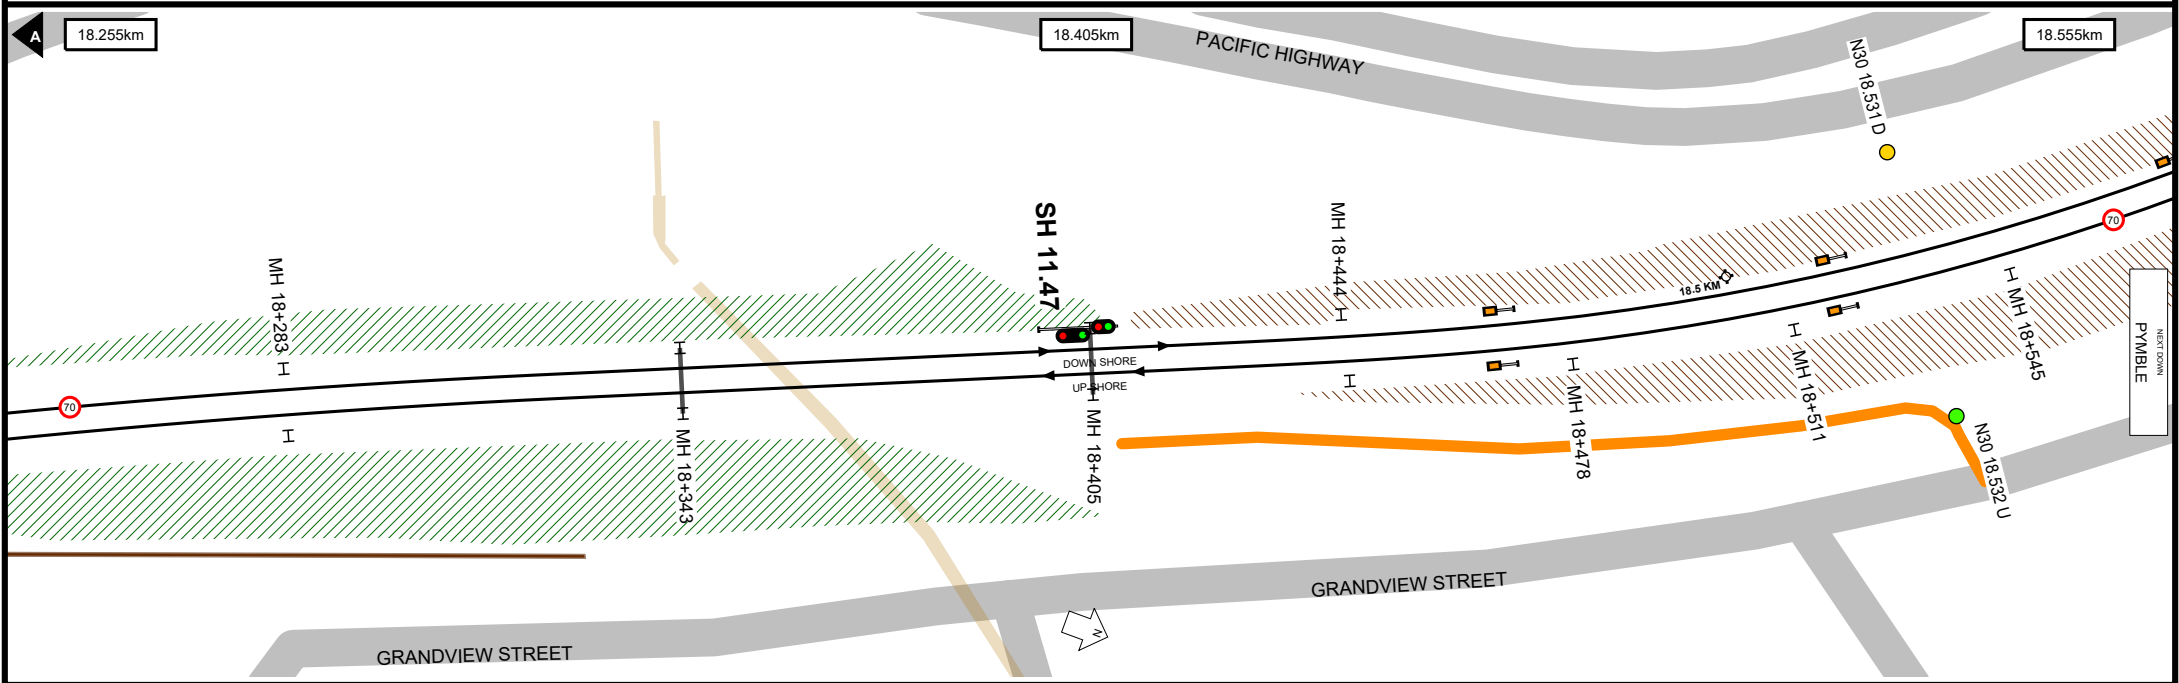 A
18.255km
18.405km
18.555km
PACIFIC HIGHWAY
N30 18.531 D
SH 11.47
MH 18+444
MH 18+283
70
18.5 KM
70
DOWN SHORE
UP SHORE
MH 18+343
MH 18+405
MH 18+478
MH 18+511
MH 18+545
NEXT DOWN
PYMBLE
N30 18.532 U
GRANDVIEW STREET
GRANDVIEW STREET
N